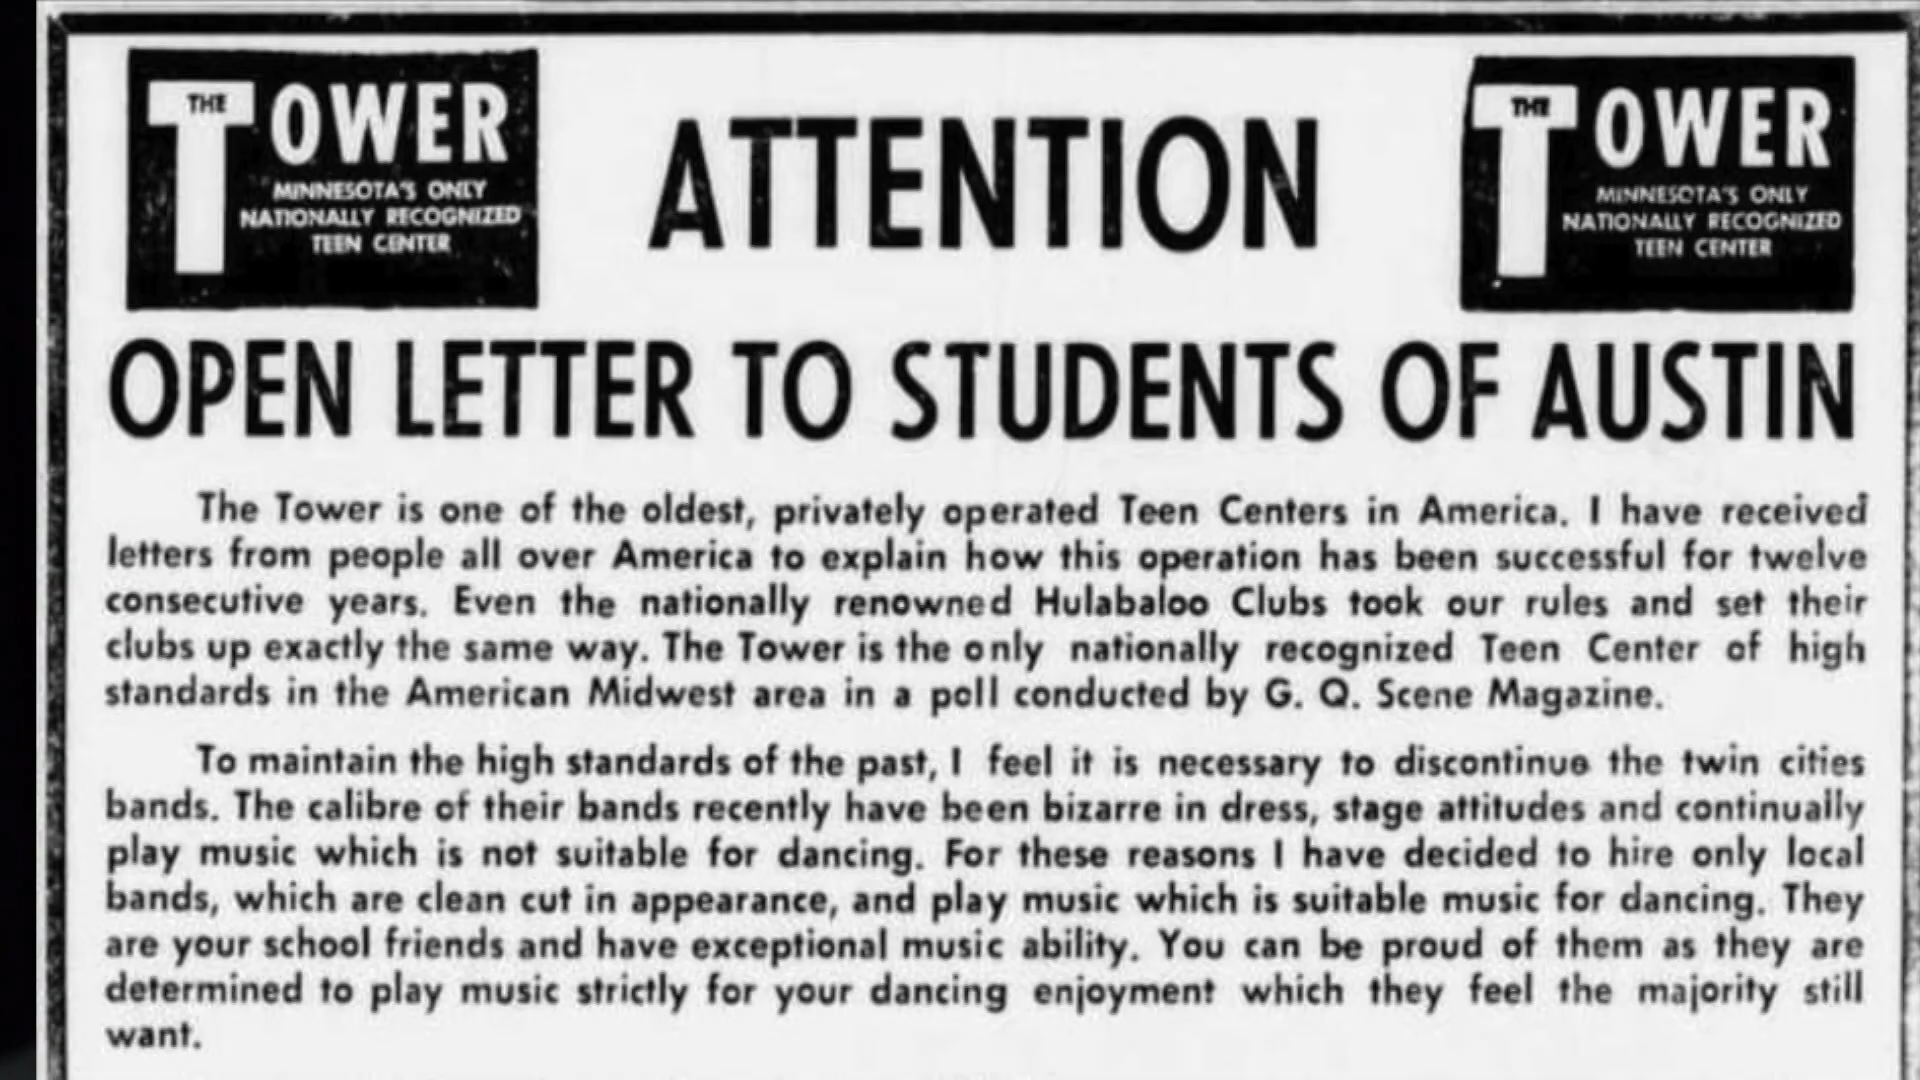 THE TOWER
MINNESOTA'S ONLY
NATIONALLY RECOGNIZED
TEEN CENTER
ATTENTION
THE TOWER
MINNESOTA'S ONLY
NATIONALLY RECOGNIZED
TEEN CENTER
OPEN LETTER TO STUDENTS OF AUSTIN
The Tower is one of the oldest, privately operated Teen Centers in America. I have received
letters from people all over America to explain how this operation has been successful for twelve
consecutive years. Even the nationally renowned Hulabaloo Clubs took our rules and set their
clubs up exactly the same way. The Tower is the only nationally recognized Teen Center of high
standards in the American Midwest area in a poll conducted by G. Q. Scene Magazine.
To maintain the high standards of the past, I feel it is necessary to discontinue the twin cities
bands. The calibre of their bands recently have been bizarre in dress, stage attitudes and continually
play music which is not suitable for dancing. For these reasons I have decided to hire only local
bands, which are clean cut in appearance, and play music which is suitable music for dancing. They
are your school friends and have exceptional music ability. You can be proud of them as they are
determined to play music strictly for your dancing enjoyment which they feel the majority still
want.